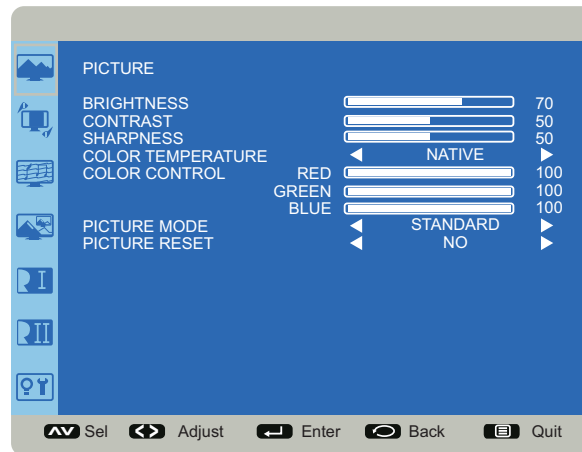 PICTURE
BRIGHTNESS 70
CONTRAST 50
SHARPNESS 50
COLOR TEMPERATURE NATIVE
COLOR CONTROL RED 100
GREEN 100
BLUE 100
PICTURE MODE STANDARD
PICTURE RESET NO
I
II
Sel Adjust Enter Back Quit